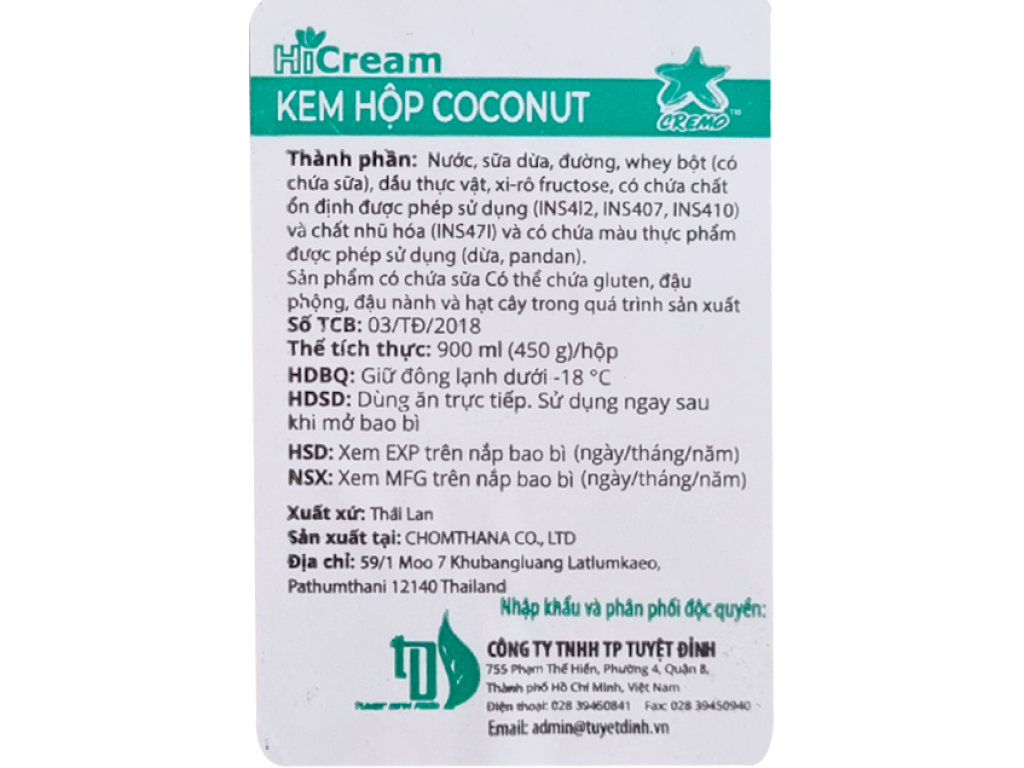 HiCream
KEM HỘP COCONUT
CREMO™
Thành phần: Nước, sữa dừa, đường, whey bột (có
chứa sữa), dầu thực vật, xi-rô fructose, có chứa chất
ổn định được phép sử dụng (INS4I2, INS407, INS410)
và chất nhũ hóa (INS47I) và có chứa màu thực phẩm
được phép sử dụng (dừa, pandan).
Sản phẩm có chứa sữa Có thể chứa gluten, đậu
phộng, đậu nành và hạt cây trong quá trình sản xuất
Số TCB: 03/TĐ/2018
Thể tích thực: 900 ml (450 g)/hộp
HDBQ: Giữ đông lạnh dưới -18 °C
HDSD: Dùng ăn trực tiếp. Sử dụng ngay sau
khi mở bao bì
HSD: Xem EXP trên nắp bao bì (ngày/tháng/năm)
NSX: Xem MFG trên nắp bao bì (ngày/tháng/năm)
Xuất xứ: Thái Lan
Sản xuất tại: CHOMTHANA CO., LTD
Địa chỉ: 59/1 Moo 7 Khubangluang Latlumkaeo,
Pathumthani 12140 Thailand
Nhập khẩu và phân phối độc quyền:
TD
TUYET DINH FOOD
CÔNG TY TNHH TP TUYỆT ĐỈNH
755 Phạm Thế Hiển, Phường 4, Quận 8,
Thành phố Hồ Chí Minh, Việt Nam
Điện thoại: 028 39450841 Fax: 028 39450940
Email: admin@tuyetdinh.vn